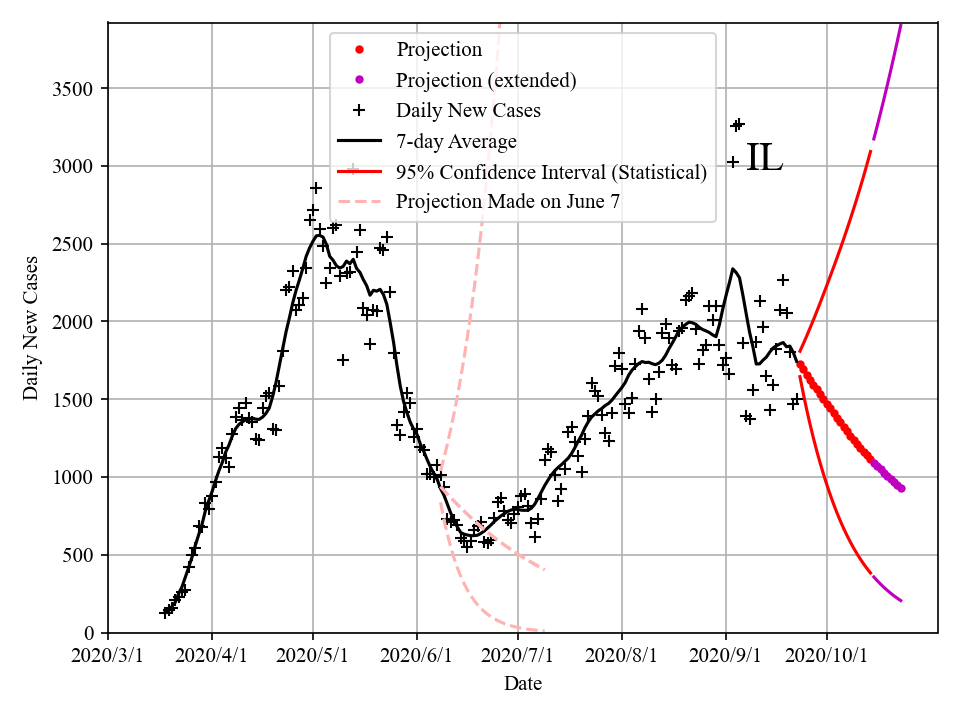 Projection
Projection (extended)
Daily New Cases
7-day Average
95% Confidence Interval (Statistical)
Projection Made on June 7
IL
Daily New Cases
3500
3000
2500
2000
1500
1000
500
0
2020/3/1 2020/4/1 2020/5/1 2020/6/1 2020/7/1 2020/8/1 2020/9/1 2020/10/1
Date